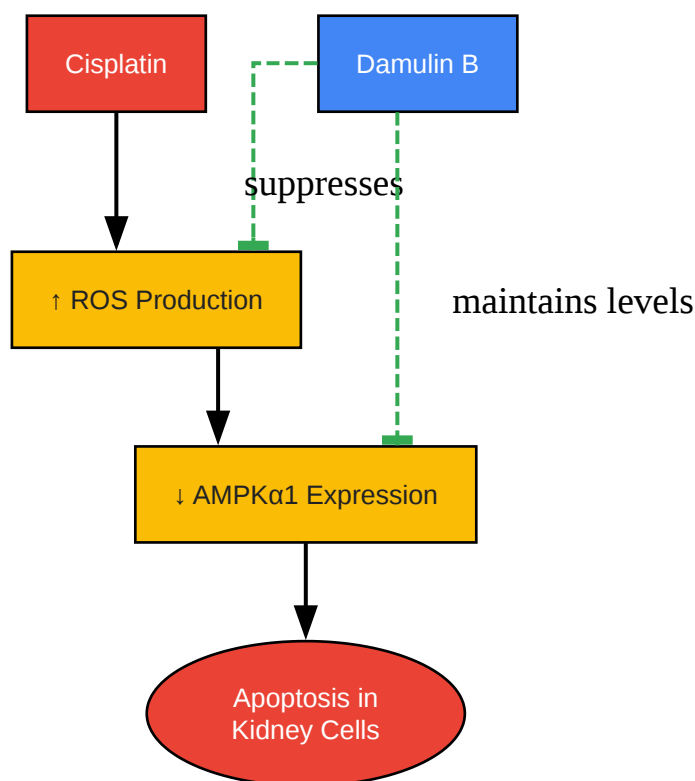 Cisplatin
Damulin B
suppresses
↑ ROS Production
maintains levels
↓ AMPKα1 Expression
Apoptosis in
Kidney Cells